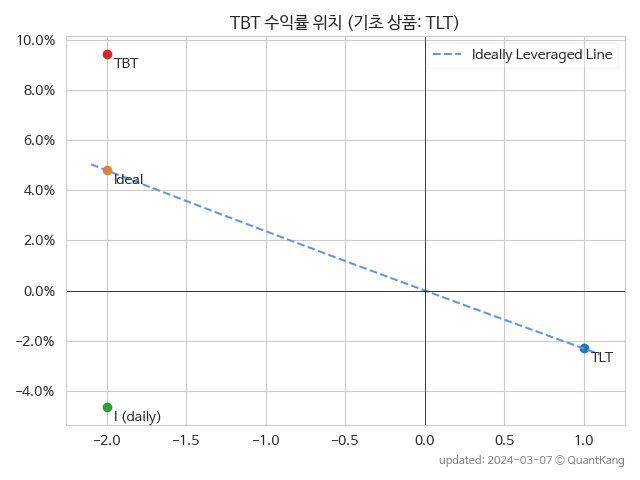 TBT 수익률 위치 (기초 상품: TLT)
10.0%
8.0%
6.0%
4.0%
2.0%
0.0%
−2.0%
−4.0%
Ideally Leveraged Line
TBT
Ideal
TLT
I (daily)
−2.0 −1.5 −1.0 −0.5 0.0 0.5 1.0
updated: 2024-03-07 © QuantKang